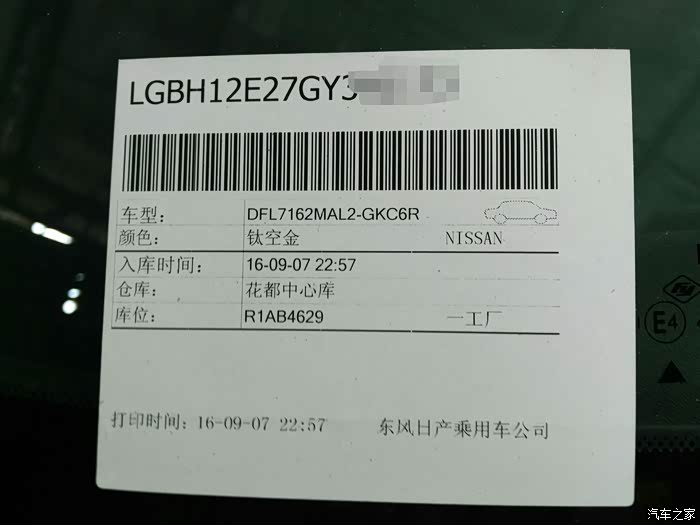 LGBH12E27GY3
车型: DFL7162MAL2-GKC6R
颜色: 钛空金 NISSAN
入库时间: 16-09-07 22:57
仓库: 花都中心库
库位: R1AB4629 一工厂
E4
打印时间: 16-09-07 22:57 东风日产乘用车公司
汽车之家